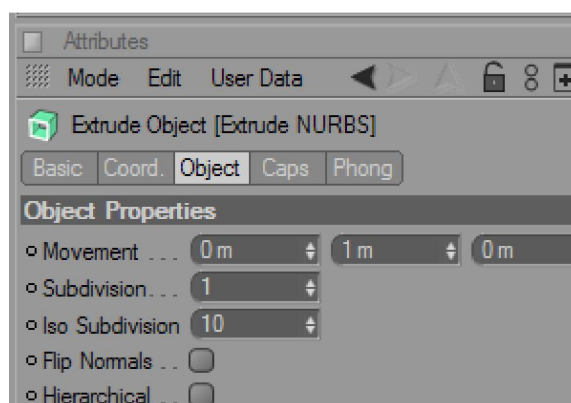 Attributes
Mode Edit User Data
Extrude Object [Extrude NURBS]
Basic Coord. Object Caps Phong
Object Properties
Movement . . . 0 m 1 m 0 m
Subdivision. . . 1
Iso Subdivision 10
Flip Normals . .
Hierarchical . .